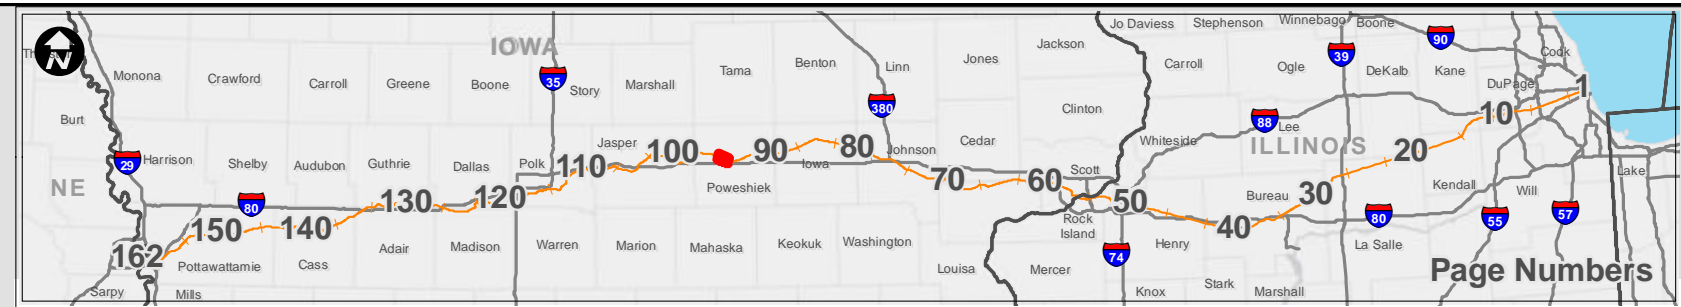 Jo Daviess Stephenson Winnebago Boone
IOWA Jackson 90
N Th 39 Cook
Monona Crawford Carroll Greene Boone 35 Story Marshall Tama Benton Linn Jones Carroll Ogle DeKalb Kane DuPage 1
Burt 380 Clinton 88 Lee 10
Jasper 100 90 80 Johnson Cedar Whiteside ILLINOIS 20
29 Harrison Shelby Audubon Guthrie Dallas Polk 110 Iowa Scott Lake
NE 80 130 120 Poweshiek 70 60 50 Bureau 30 Kendall Will
150 140 Rock Island 40 80 55 57
162 Adair Madison Warren Marion Mahaska Keokuk Washington 74 Henry La Salle
Pottawattamie Cass Louisa Mercer Page Numbers
Sarpy Mills Knox Stark Marshall